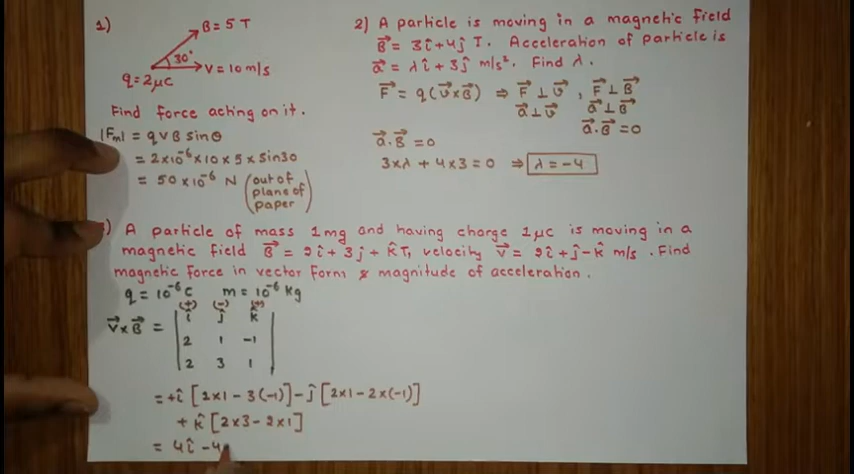 1)
B⃗ = 5 T
30°
V = 10 m/s
q = 2μC
Find force acting on it.
|Fm| = qVB sinθ
= 2×10⁻⁶×10×5×sin30
= 50×10⁻⁶ N (out of plane of paper)
2) A particle is moving in a magnetic field
B⃗ = 3î+4ĵ T. Acceleration of particle is
a⃗ = λî+3ĵ m/s². Find λ.
F⃗ = q(v⃗×B⃗) ⇒ F⃗⊥v⃗ , F⃗⊥B⃗
a⃗⊥v⃗ a⃗⊥B⃗
a⃗.B⃗=0
a⃗.B⃗ = 0
3×λ + 4×3 = 0 ⇒ λ = -4
) A particle of mass 1mg and having charge 1μC is moving in a
magnetic field B⃗ = 2î+3ĵ+k̂ T, velocity v⃗ = 2î+ĵ-k̂ m/s. Find
magnetic force in vector form & magnitude of acceleration.
q = 10⁻⁶C m = 10⁻⁶ Kg
(+) (-) (+)
v⃗×B⃗ = | î ĵ k̂ |
2 1 -1
2 3 1
= +î [2×1 - 3(-1)] - ĵ [2×1 - 2×(-1)]
+ k̂ [2×3 - 2×1]
= 4î - 4